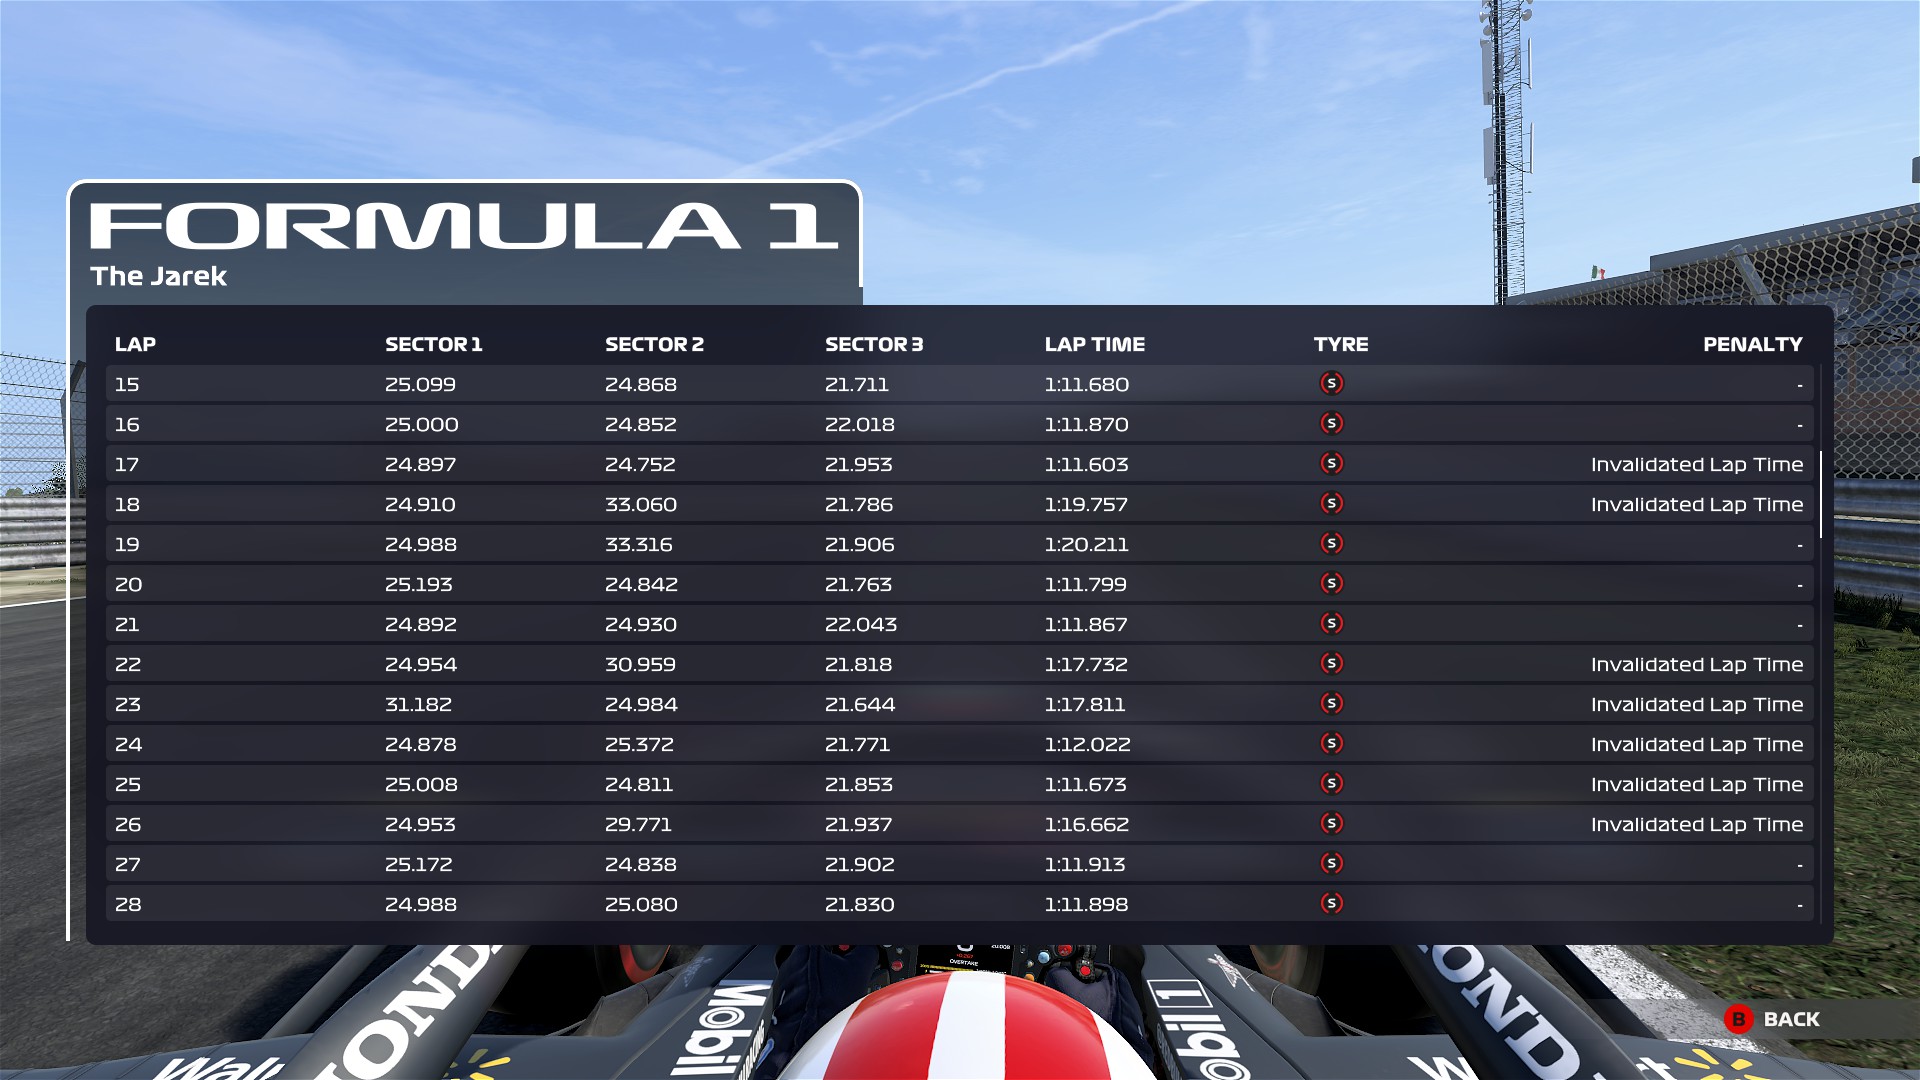 FORMULA 1
The Jarek
LAP SECTOR 1 SECTOR 2 SECTOR 3 LAP TIME TYRE PENALTY
15 25.099 24.868 21.711 1:11.680 S -
16 25.000 24.852 22.018 1:11.870 S -
17 24.897 24.752 21.953 1:11.603 S Invalidated Lap Time
18 24.910 33.060 21.786 1:19.757 S Invalidated Lap Time
19 24.988 33.316 21.906 1:20.211 S -
20 25.193 24.842 21.763 1:11.799 S -
21 24.892 24.930 22.043 1:11.867 S -
22 24.954 30.959 21.818 1:17.732 S Invalidated Lap Time
23 31.182 24.984 21.644 1:17.811 S Invalidated Lap Time
24 24.878 25.372 21.771 1:12.022 S Invalidated Lap Time
25 25.008 24.811 21.853 1:11.673 S Invalidated Lap Time
26 24.953 29.771 21.937 1:16.662 S Invalidated Lap Time
27 25.172 24.838 21.902 1:11.913 S -
28 24.988 25.080 21.830 1:11.898 S -
OVERTAKE
HONDA
Mobil
Mobil 1
HONDA
B BACK